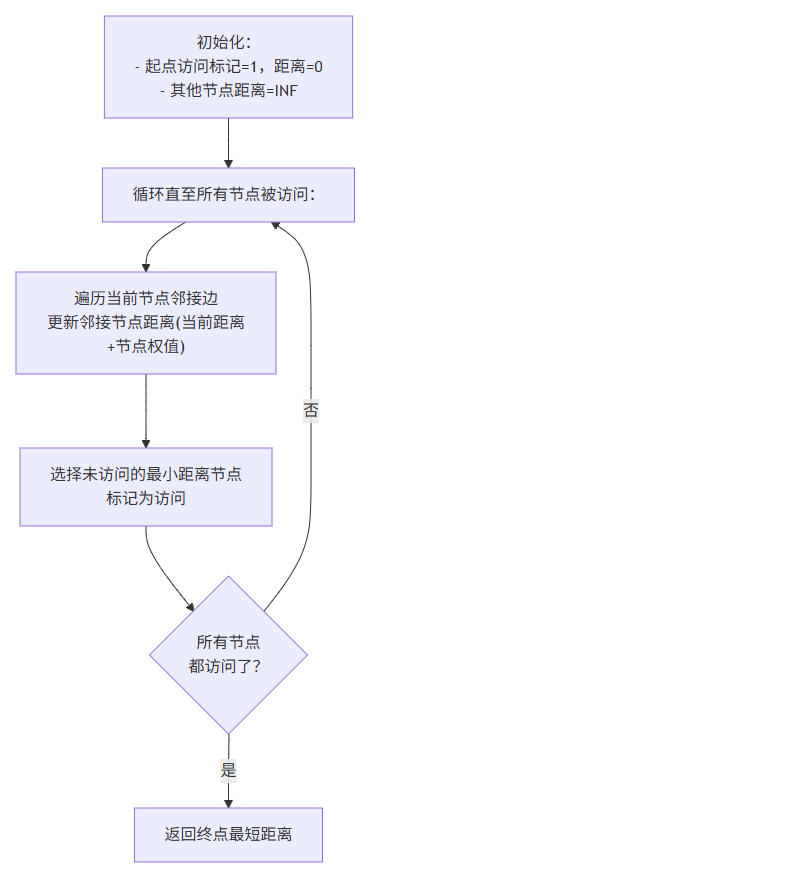 初始化：
- 起点访问标记=1，距离=0
- 其他节点距离=INF
循环直至所有节点被访问：
遍历当前节点邻接边
更新邻接节点距离(当前距离
+节点权值)
选择未访问的最小距离节点
标记为访问
否
所有节点
都访问了？
是
返回终点最短距离